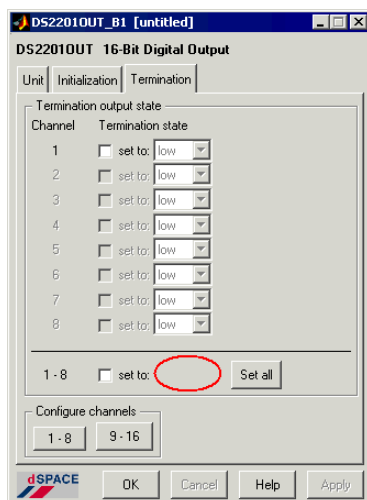 DS2201OUT_B1 [untitled]
DS2201OUT 16-Bit Digital Output
Unit Initialization Termination
Termination output state
Channel Termination state
1 set to: low
2 set to: low
3 set to: low
4 set to: low
5 set to: low
6 set to: low
7 set to: low
8 set to: low
1 - 8 set to: Set all
Configure channels
1 - 8 9 - 16
dSPACE OK Cancel Help Apply